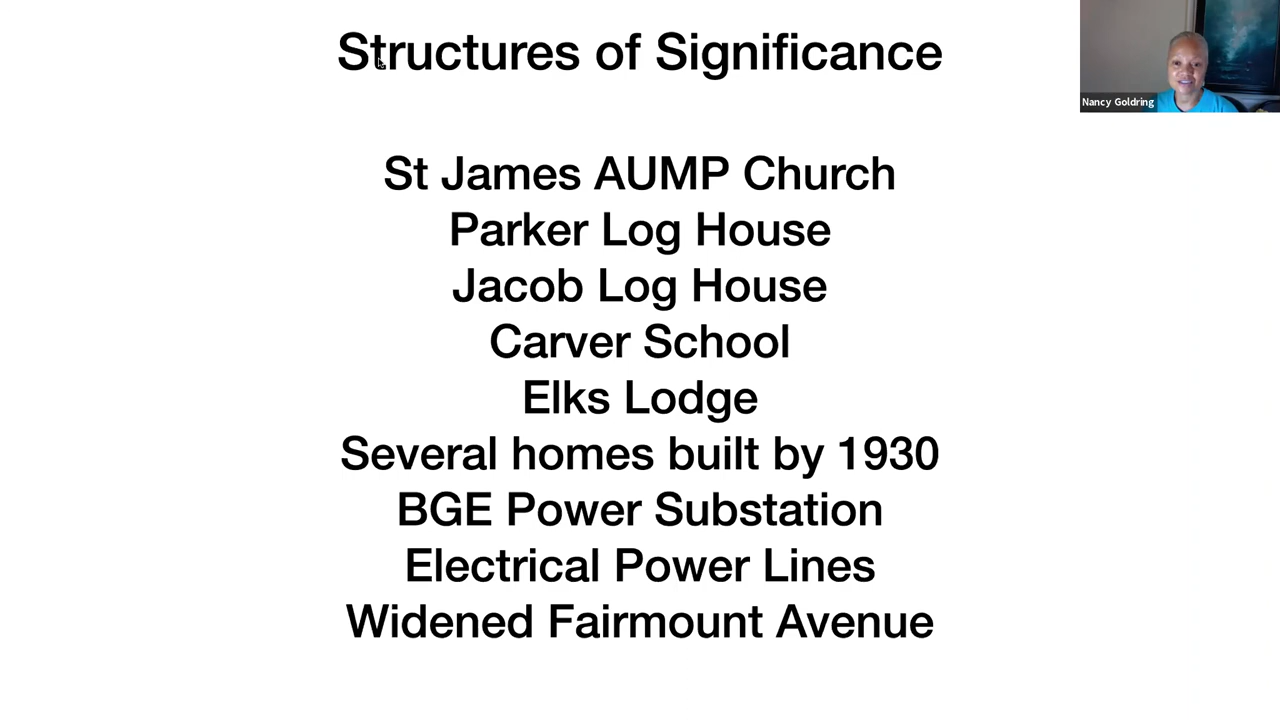 Structures of Significance
Nancy Goldring
St James AUMP Church
Parker Log House
Jacob Log House
Carver School
Elks Lodge
Several homes built by 1930
BGE Power Substation
Electrical Power Lines
Widened Fairmount Avenue